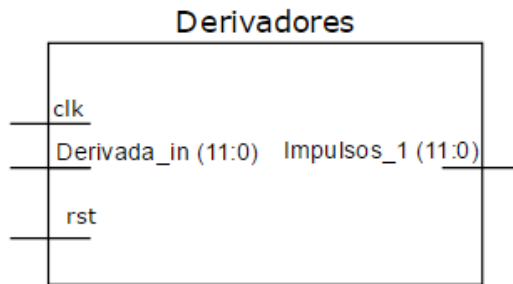 Derivadores
clk
Derivada_in (11:0) Impulsos_1 (11:0)
rst